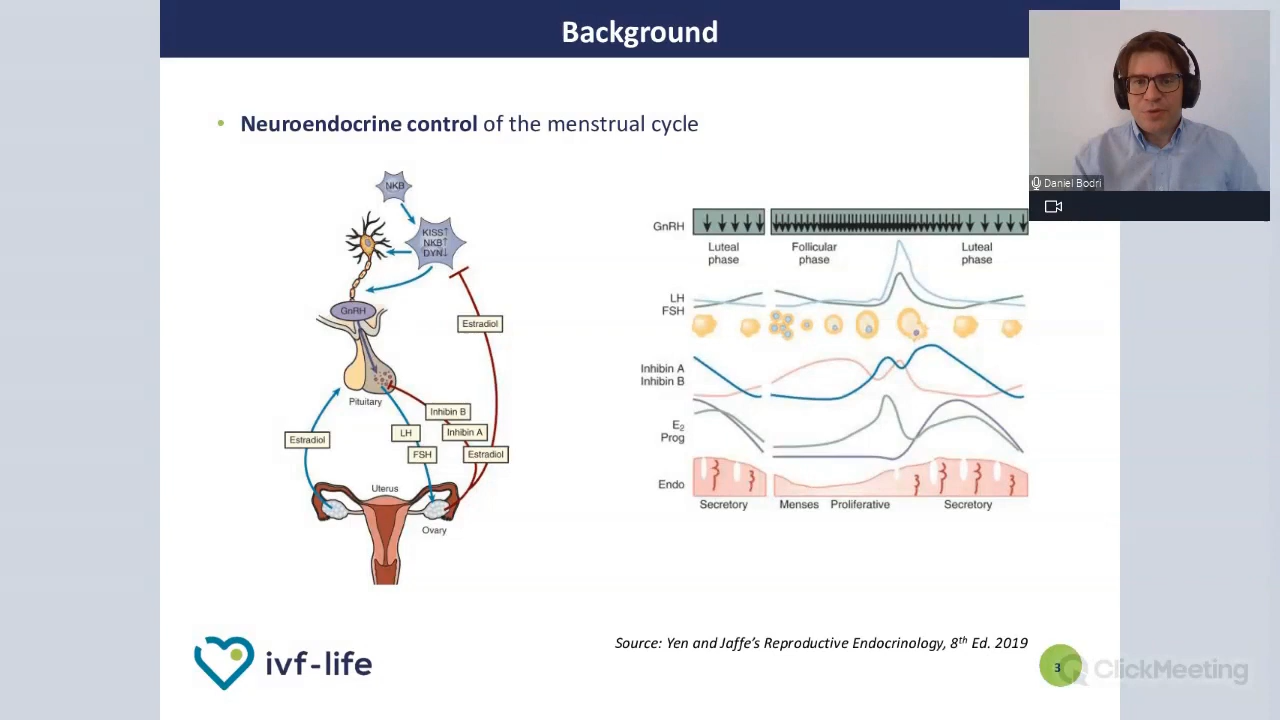 Background
• Neuroendocrine control of the menstrual cycle
NKB
KISS↑
NKB↑
DYN↓
GnRH
Estradiol
Pituitary
Inhibin B
LH
Inhibin A
Estradiol
FSH
Estradiol
Uterus
Ovary
GnRH
Luteal
phase
Follicular
phase
Luteal
phase
LH
FSH
Inhibin A
Inhibin B
E₂
Prog
Endo
Secretory
Menses
Proliferative
Secretory
Daniel Bodri
Source: Yen and Jaffe's Reproductive Endocrinology, 8th Ed. 2019
ivf-life
3
ClickMeeting